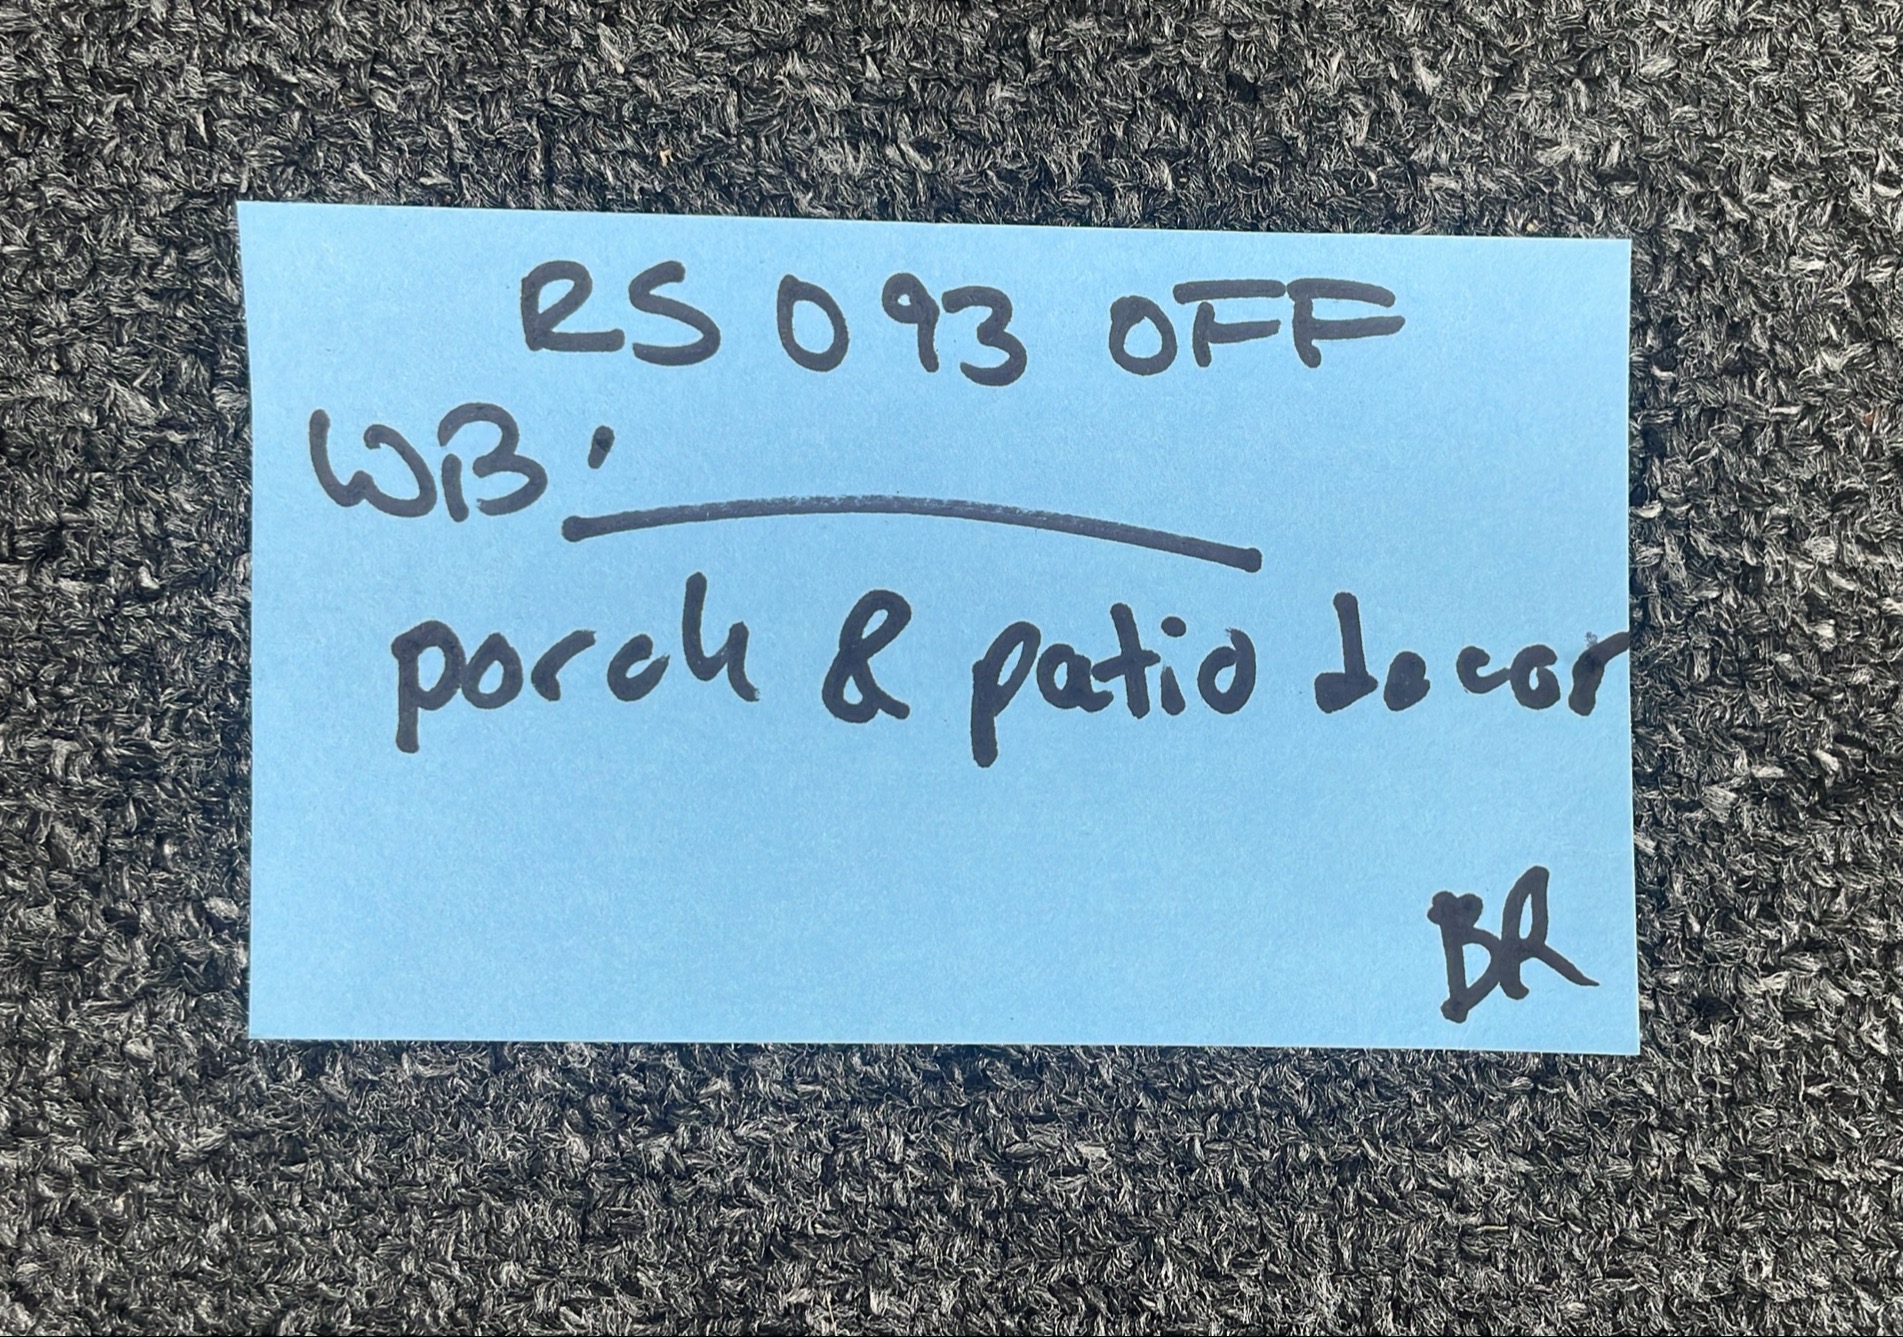 RS 093 OFF
WB'
porch & patio decor
BR